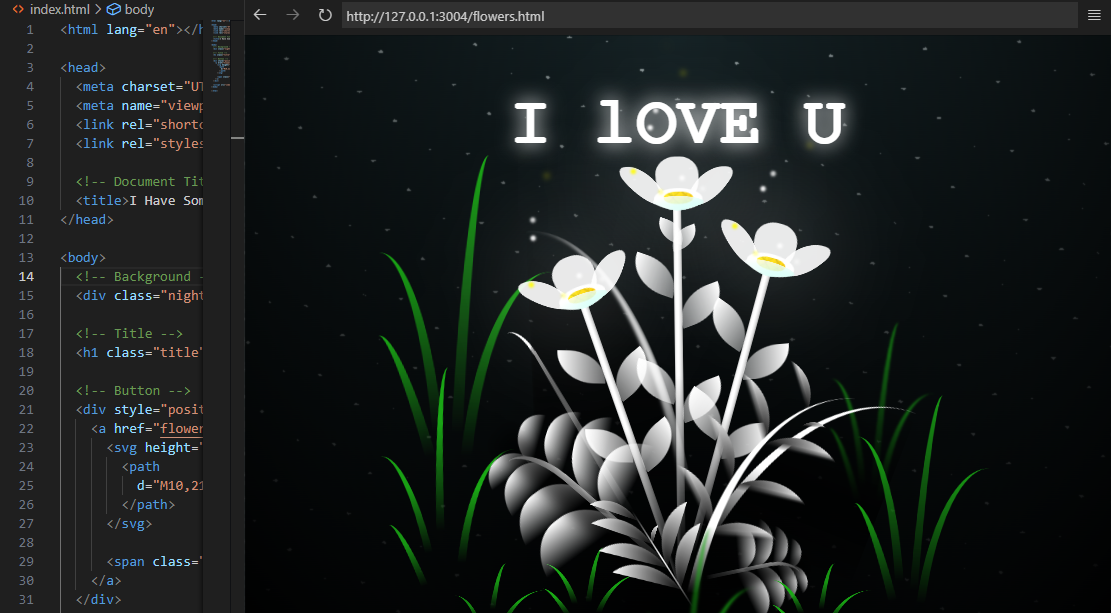 index.html > body
http://127.0.0.1:3004/flowers.html
I lOVE U
1 <html lang="en"></h
2
3 <head>
4 <meta charset="UT
5 <meta name="viewp
6 <link rel="shortc
7 <link rel="styles
8
9 <!-- Document Tit
10 <title>I Have Som
11 </head>
12
13 <body>
14 <!-- Background -
15 <div class="night
16
17 <!-- Title -->
18 <h1 class="title"
19
20 <!-- Button -->
21 <div style="posit
22 <a href="flower
23 <svg height="
24 <path
25 d="M10,21
26 </path>
27 </svg>
28
29 <span class="
30 </a>
31 </div>